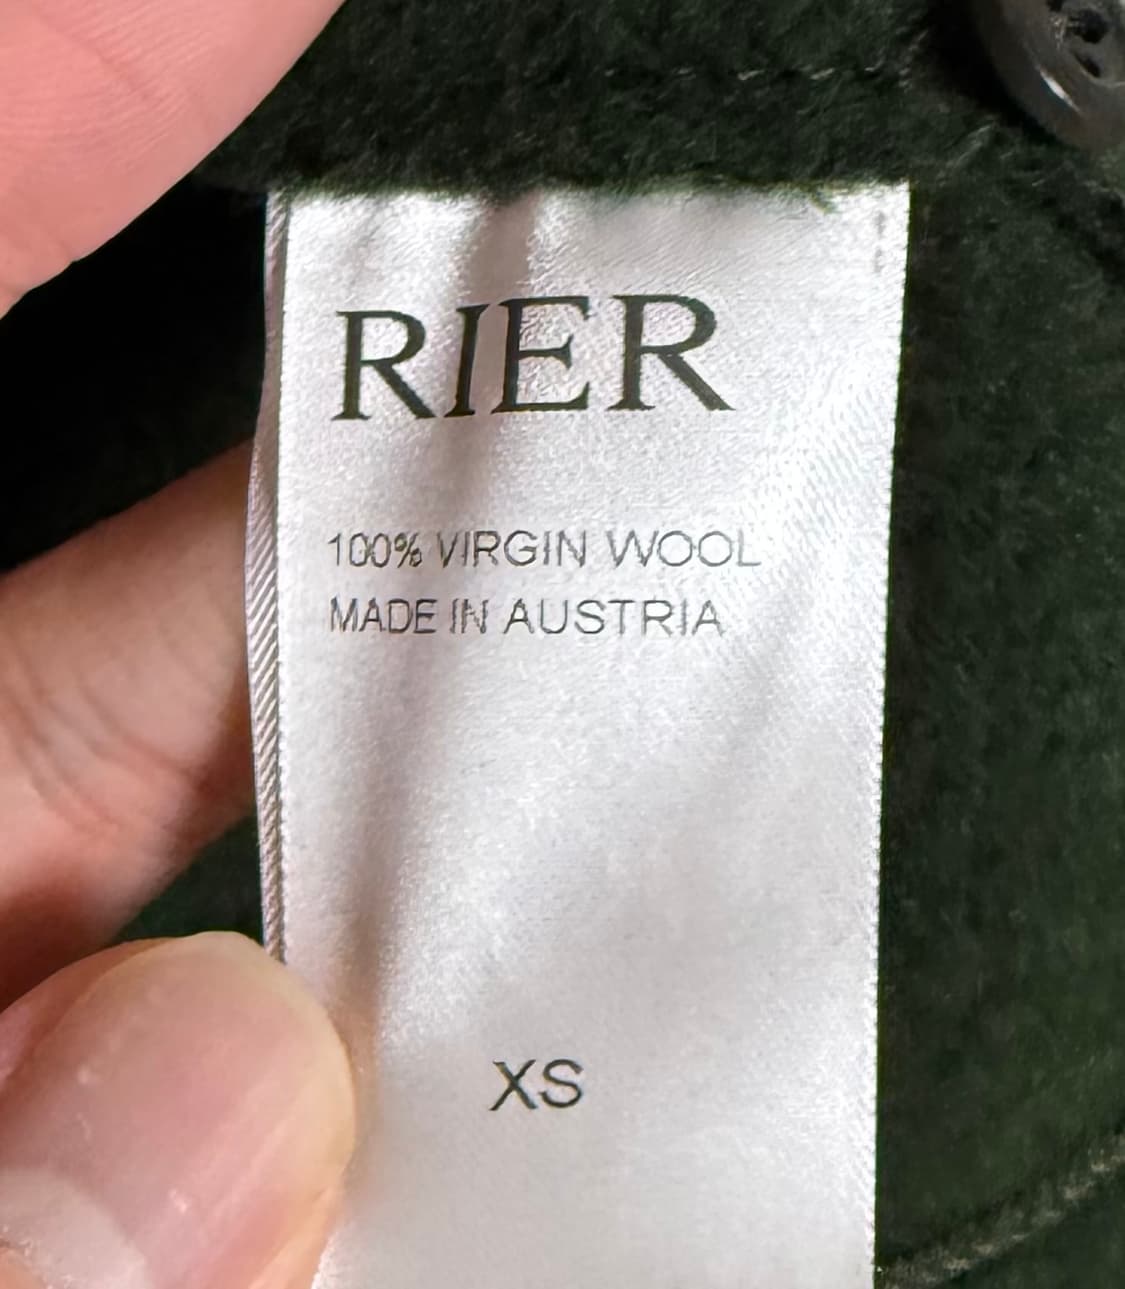 RIER
100% VIRGIN WOOL
MADE IN AUSTRIA
XS